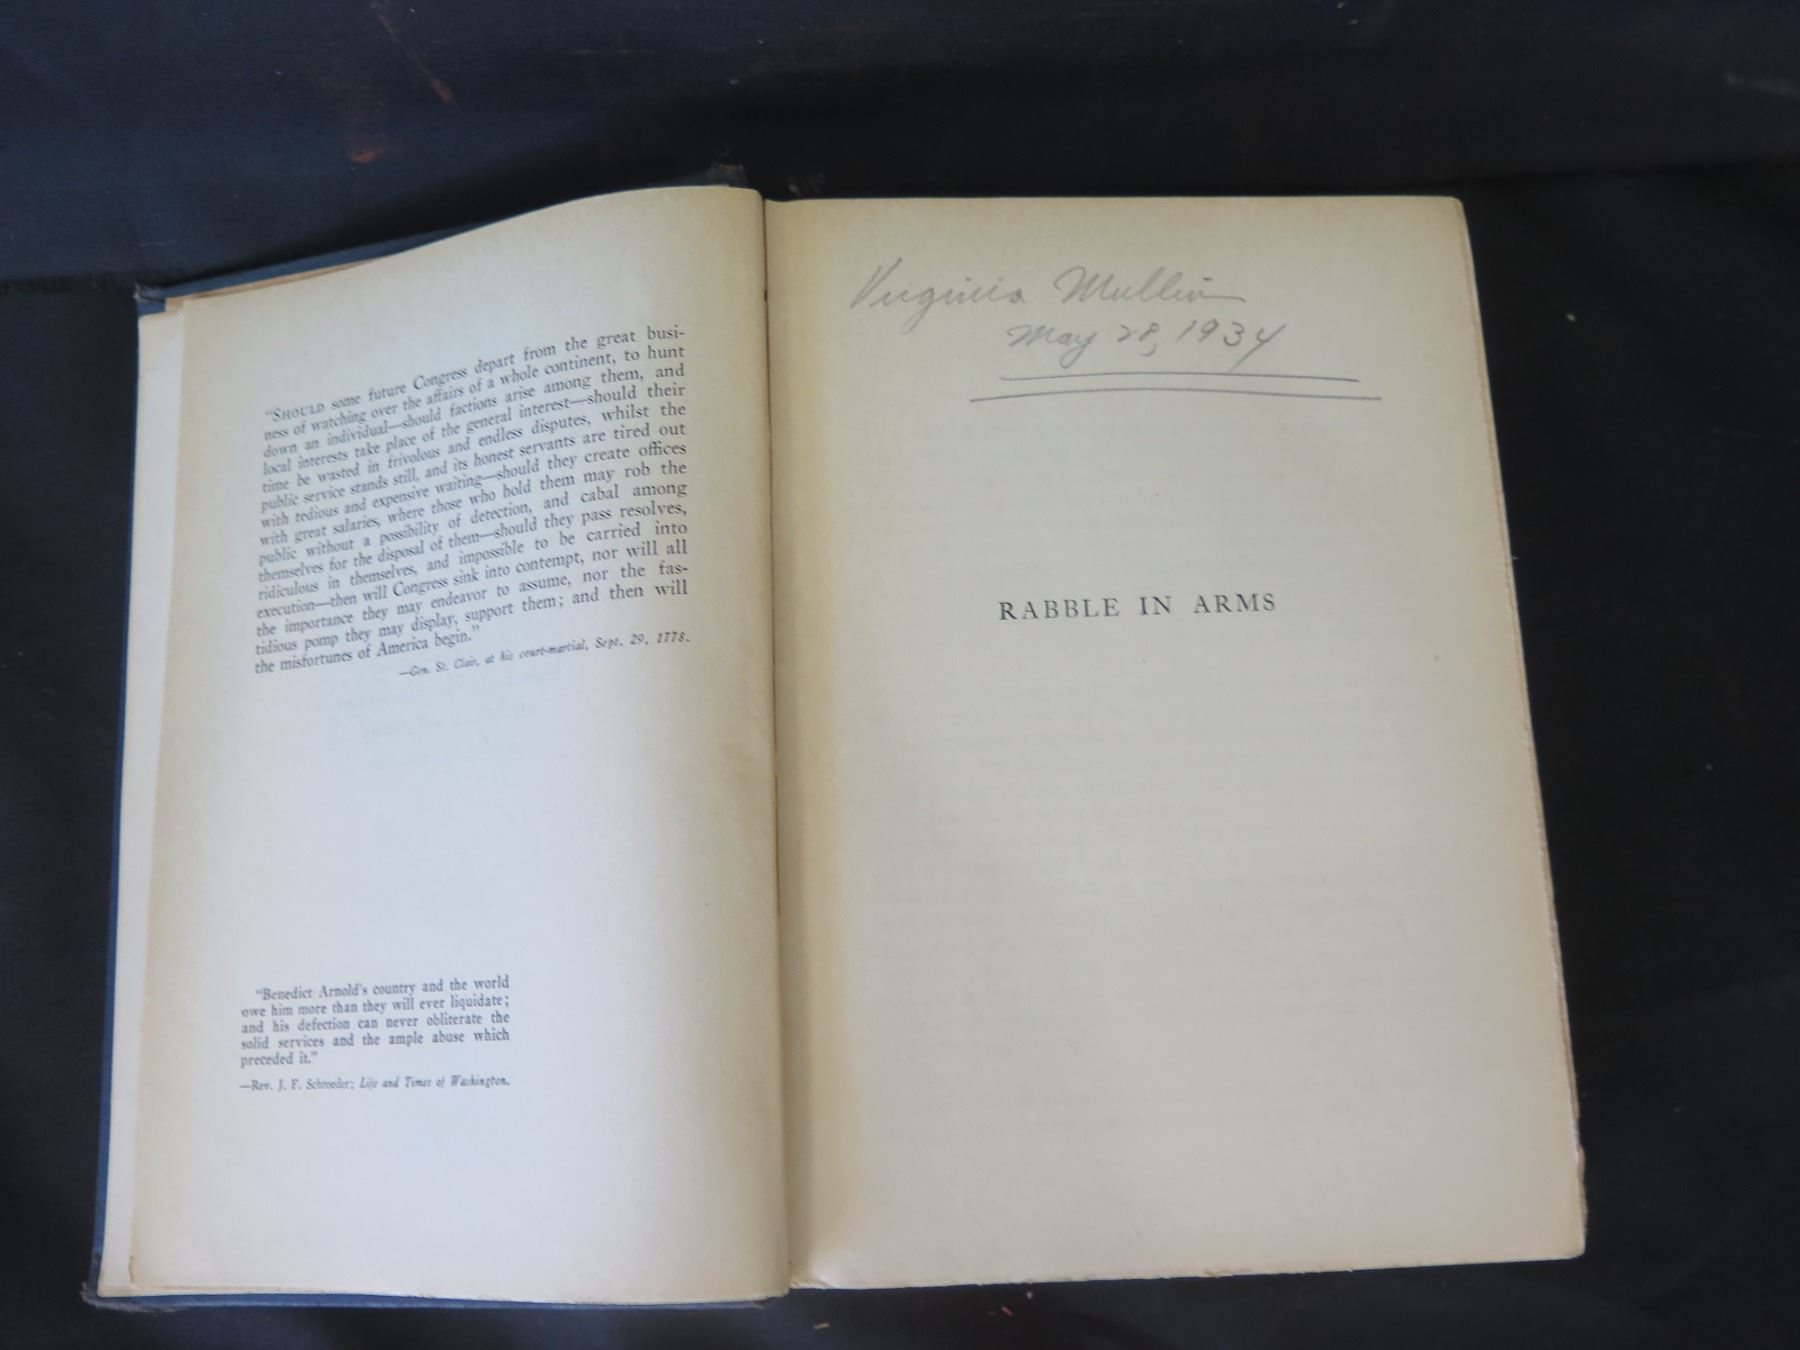 "SHOULD some future Congress depart from the great busi-
ness of watching over the affairs of a whole continent, to hunt
down an individual—should factions arise among them, and
local interests take place of the general interest—should their
time be wasted in frivolous and endless disputes, whilst the
public service stands still, and its honest servants are tired out
with tedious and expensive waiting—should they create offices
with great salaries, where those who hold them may rob the
public without a possibility of detection, and cabal among
themselves for the disposal of them—should they pass resolves,
ridiculous in themselves, and impossible to be carried into
execution—then will Congress sink into contempt, nor will all
the importance they may endeavor to assume, nor the fas-
tidious pomp they may display, support them; and then will
the misfortunes of America begin."
—Gen. St. Clair, at his court-martial, Sept. 29, 1778.
"Benedict Arnold's country and the world
owe him more than they will ever liquidate;
and his defection can never obliterate the
solid services and the ample abuse which
preceded it."
—Rev. J. F. Schroeder; Life and Times of Washington.
Virginia Mullin
May 28, 1934
RABBLE IN ARMS